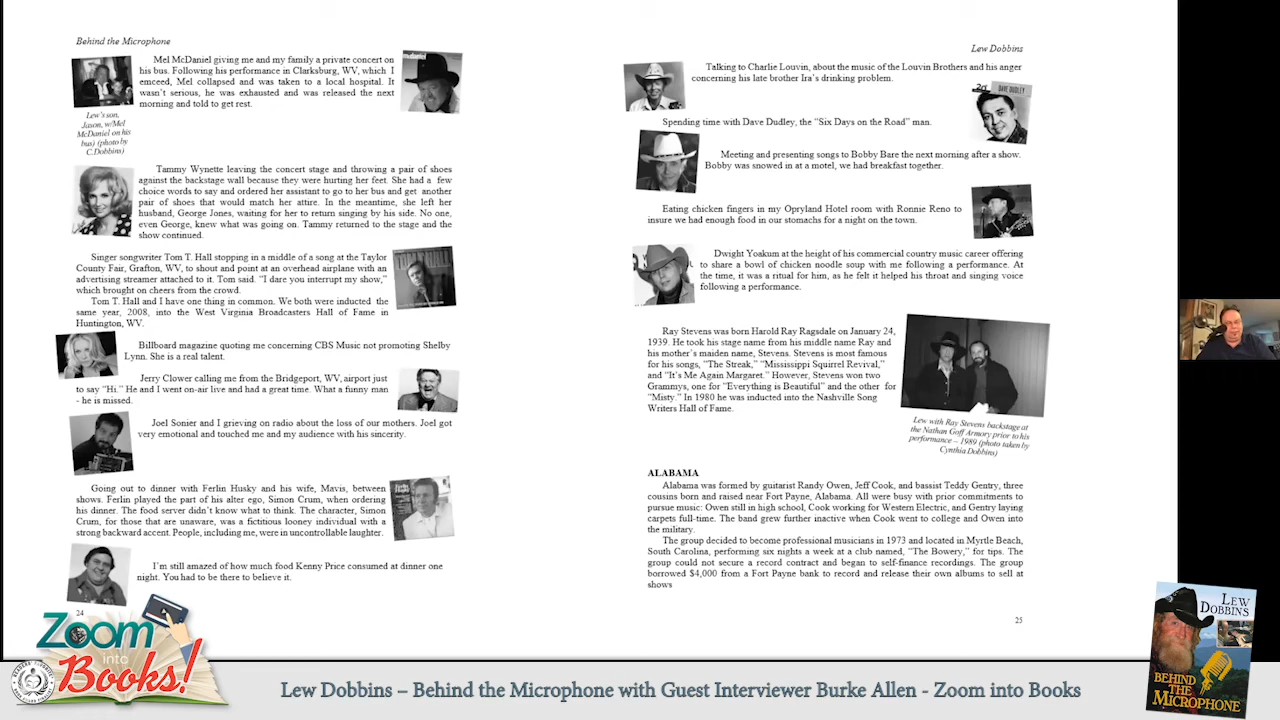 Behind the Microphone
Mel McDaniel giving me and my family a private concert on
his bus. Following his performance in Clarksburg, WV, which I
emceed, Mel collapsed and was taken to a local hospital. It
wasn't serious, he was exhausted and was released the next
morning and told to get rest.
Lew's son,
Jason, w/Mel
McDaniel on his
bus) (photo by
C.Dobbins)
Tammy Wynette leaving the concert stage and throwing a pair of shoes
against the backstage wall because they were hurting her feet. She had a few
choice words to say and ordered her assistant to go to her bus and get another
pair of shoes that would match her attire. In the meantime, she left her
husband, George Jones, waiting for her to return singing by his side. No one,
even George, knew what was going on. Tammy returned to the stage and the
show continued.
Singer songwriter Tom T. Hall stopping in a middle of a song at the Taylor
County Fair, Grafton, WV, to shout and point at an overhead airplane with an
advertising streamer attached to it. Tom said. "I dare you interrupt my show,"
which brought on cheers from the crowd.
Tom T. Hall and I have one thing in common. We both were inducted the
same year, 2008, into the West Virginia Broadcasters Hall of Fame in
Huntington, WV.
Billboard magazine quoting me concerning CBS Music not promoting Shelby
Lynn. She is a real talent.
Jerry Clower calling me from the Bridgeport, WV, airport just
to say "Hi." He and I went on-air live and had a great time. What a funny man
- he is missed.
Joel Sonier and I grieving on radio about the loss of our mothers. Joel got
very emotional and touched me and my audience with his sincerity.
Going out to dinner with Ferlin Husky and his wife, Mavis, between
shows. Ferlin played the part of his alter ego, Simon Crum, when ordering
his dinner. The food server didn't know what to think. The character, Simon
Crum, for those that are unaware, was a fictitious looney individual with a
strong backward accent. People, including me, were in uncontrollable laughter.
I'm still amazed of how much food Kenny Price consumed at dinner one
night. You had to be there to believe it.
24
Lew Dobbins
Talking to Charlie Louvin, about the music of the Louvin Brothers and his anger
concerning his late brother Ira's drinking problem.
DAVE DUDLEY
Spending time with Dave Dudley, the "Six Days on the Road" man.
Meeting and presenting songs to Bobby Bare the next morning after a show.
Bobby was snowed in at a motel, we had breakfast together.
Eating chicken fingers in my Opryland Hotel room with Ronnie Reno to
insure we had enough food in our stomachs for a night on the town.
Dwight Yoakum at the height of his commercial country music career offering
to share a bowl of chicken noodle soup with me following a performance. At
the time, it was a ritual for him, as he felt it helped his throat and singing voice
following a performance.
Ray Stevens was born Harold Ray Ragsdale on January 24,
1939. He took his stage name from his middle name Ray and
his mother's maiden name, Stevens. Stevens is most famous
for his songs, "The Streak," "Mississippi Squirrel Revival,"
and "It's Me Again Margaret." However, Stevens won two
Grammys, one for "Everything is Beautiful" and the other for
"Misty." In 1980 he was inducted into the Nashville Song
Writers Hall of Fame.
Lew with Ray Stevens backstage at
the Nathan Goff Armory prior to his
performance – 1989 (photo taken by
Cynthia Dobbins)
ALABAMA
Alabama was formed by guitarist Randy Owen, Jeff Cook, and bassist Teddy Gentry, three
cousins born and raised near Fort Payne, Alabama. All were busy with prior commitments to
pursue music: Owen still in high school, Cook working for Western Electric, and Gentry laying
carpets full-time. The band grew further inactive when Cook went to college and Owen into
the military.
The group decided to become professional musicians in 1973 and located in Myrtle Beach,
South Carolina, performing six nights a week at a club named, "The Bowery," for tips. The
group could not secure a record contract and began to self-finance recordings. The group
borrowed $4,000 from a Fort Payne bank to record and release their own albums to sell at
shows
25
Zoom
into
Books!
LEW
DOBBINS
BEHIND
THE
MICROPHONE
Lew Dobbins – Behind the Microphone with Guest Interviewer Burke Allen - Zoom into Books